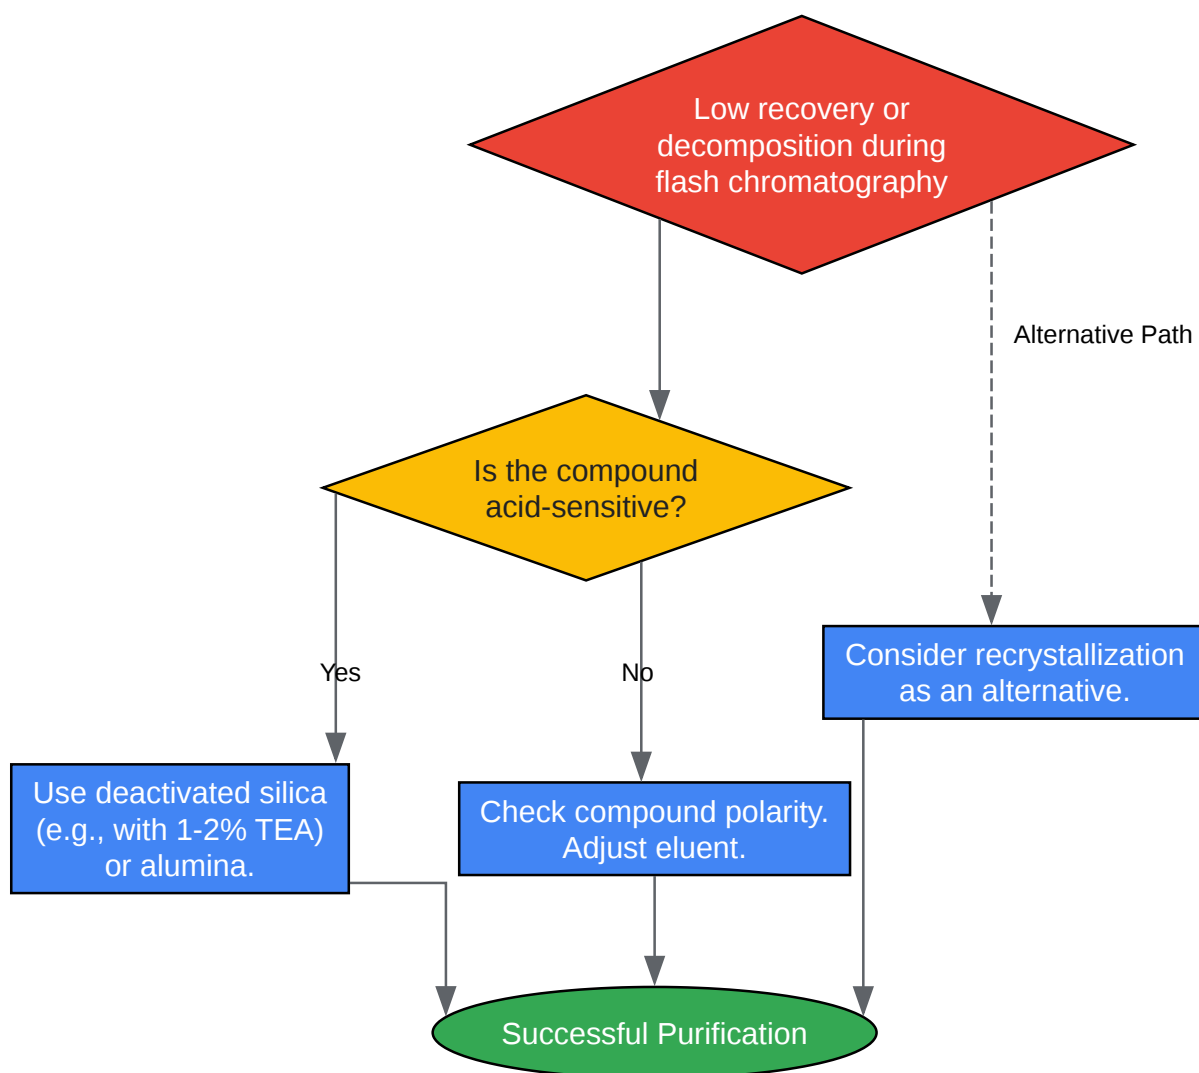 Low recovery or
decomposition during
flash chromatography
Alternative Path
Is the compound
acid-sensitive?
Yes
No
Consider recrystallization
as an alternative.
Use deactivated silica
(e.g., with 1-2% TEA)
or alumina.
Check compound polarity.
Adjust eluent.
Successful Purification